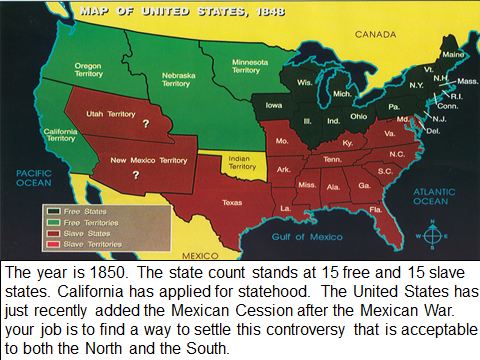 MAP OF UNITED STATES, 1848
CANADA
Oregon
Territory
Nebraska
Territory
Minnesota
Territory
Wis.
Mich.
Maine
Vt.
N.H.
Mass.
N.Y.
R.I.
Conn.
Iowa
Pa.
N.J.
Utah Territory
?
Ill.
Ind.
Ohio
Md.
Del.
California
Territory
Mo.
Ky.
Va.
New Mexico Territory
?
Indian
Territory
Tenn.
N.C.
Ark.
S.C.
PACIFIC
OCEAN
Texas
Miss.
Ala.
Ga.
ATLANTIC
OCEAN
La.
Fla.
Free States
Free Territories
Slave States
Slave Territories
Gulf of Mexico
N
W
E
S
MEXICO
The year is 1850. The state count stands at 15 free and 15 slave
states. California has applied for statehood. The United States has
just recently added the Mexican Cession after the Mexican War.
your job is to find a way to settle this controversy that is acceptable
to both the North and the South.